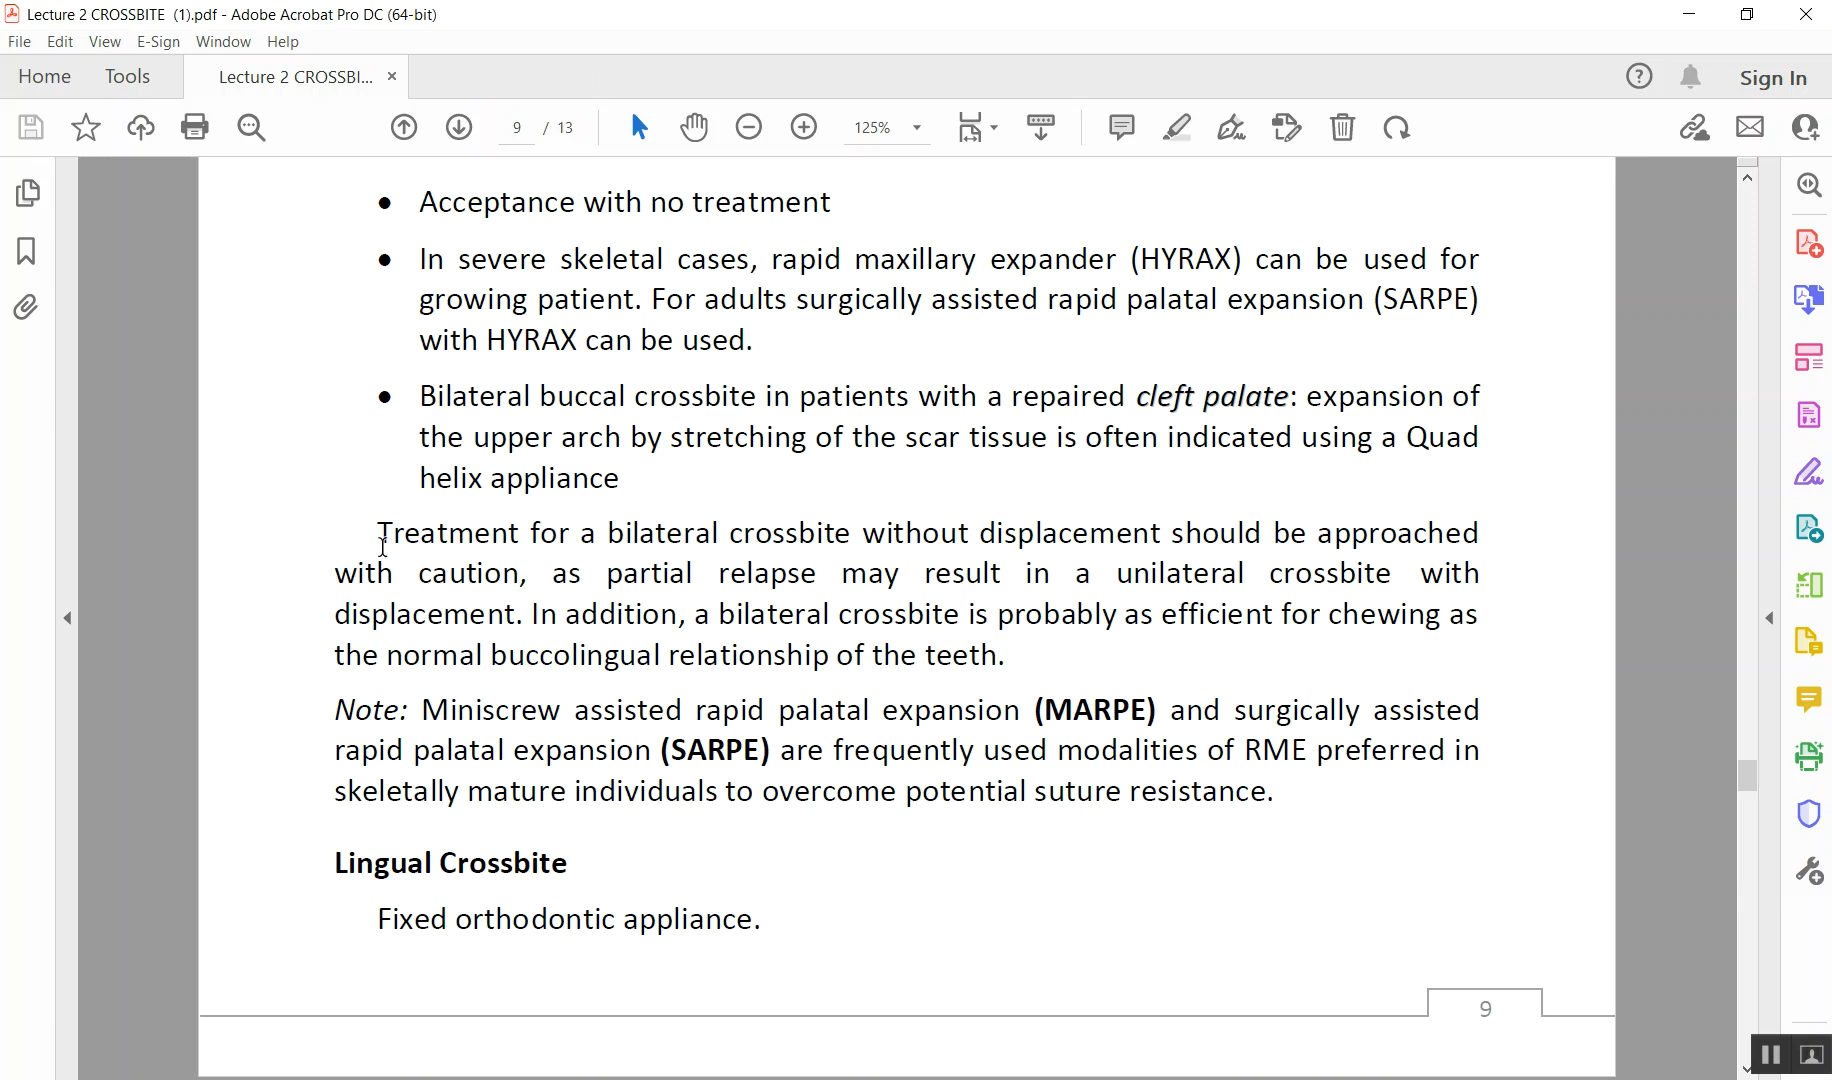 Lecture 2 CROSSBITE (1).pdf - Adobe Acrobat Pro DC (64-bit)
File Edit View E-Sign Window Help
Home Tools Lecture 2 CROSSBI... × Sign In
9 / 13 125%
• Acceptance with no treatment
• In severe skeletal cases, rapid maxillary expander (HYRAX) can be used for
growing patient. For adults surgically assisted rapid palatal expansion (SARPE)
with HYRAX can be used.
• Bilateral buccal crossbite in patients with a repaired cleft palate: expansion of
the upper arch by stretching of the scar tissue is often indicated using a Quad
helix appliance
Treatment for a bilateral crossbite without displacement should be approached
with caution, as partial relapse may result in a unilateral crossbite with
displacement. In addition, a bilateral crossbite is probably as efficient for chewing as
the normal buccolingual relationship of the teeth.
Note: Miniscrew assisted rapid palatal expansion (MARPE) and surgically assisted
rapid palatal expansion (SARPE) are frequently used modalities of RME preferred in
skeletally mature individuals to overcome potential suture resistance.
Lingual Crossbite
Fixed orthodontic appliance.
9